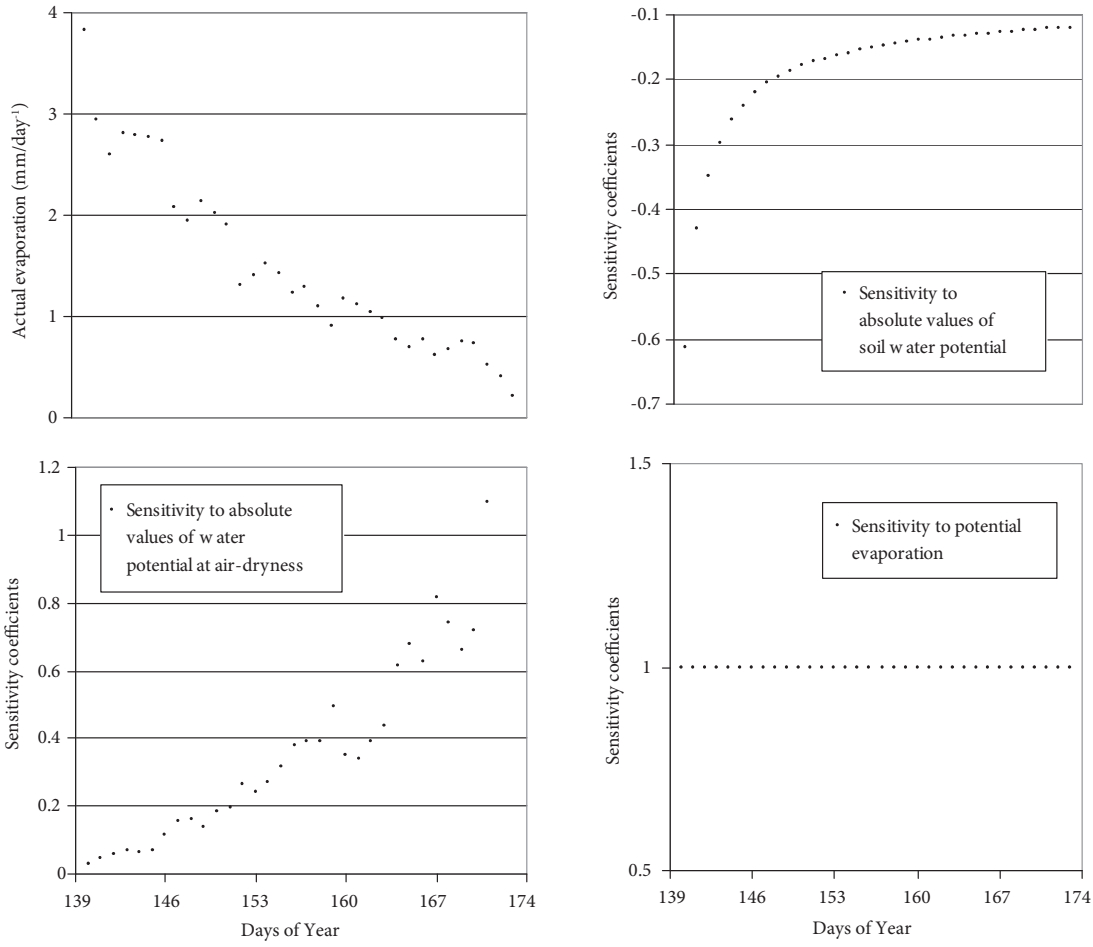 4
3
2
1
0
Actual evaporation (mm/day⁻¹)
-0.1
-0.2
-0.3
-0.4
-0.5
-0.6
-0.7
Sensitivity coefficients
Sensitivity to
absolute values of
soil water potential
1.2
1
0.8
0.6
0.4
0.2
0
Sensitivity coefficients
Sensitivity to absolute
values of water
potential at air-dryness
139 146 153 160 167 174
Days of Year
1.5
1
0.5
Sensitivity coefficients
Sensitivity to potential
evaporation
139 146 153 160 167 174
Days of Year